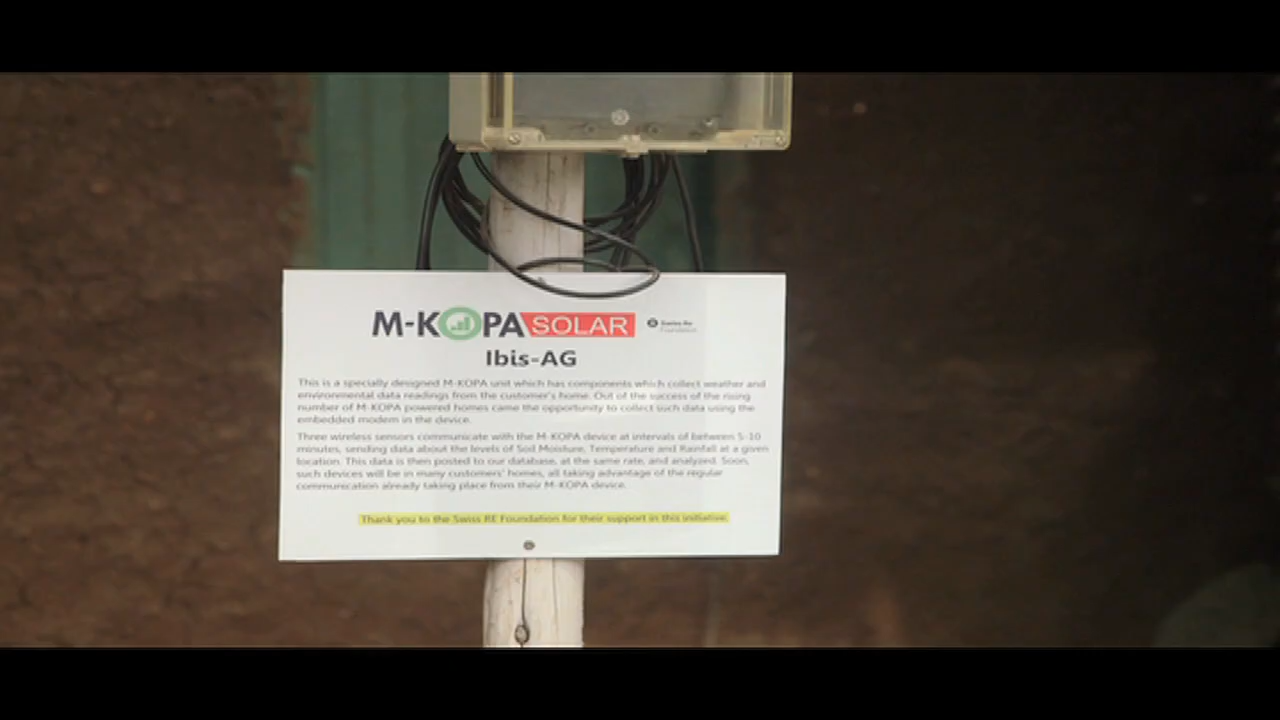 M-KOPA SOLAR Swiss Re
Foundation
Ibis-AG
This is a specially designed M-KOPA unit which has components which collect weather and
environmental data readings from the customer's home. Out of the success of the rising
number of M-KOPA powered homes came the opportunity to collect such data using the
embedded modem in the device.
Three wireless sensors communicate with the M-KOPA device at intervals of between 5-10
minutes, sending data about the levels of Soil Moisture, Temperature and Rainfall at a given
location. This data is then posted to our database, at the same rate, and analyzed. Soon,
such devices will be in many customers' homes, all taking advantage of the regular
communication already taking place from their M-KOPA device.
Thank you to the Swiss RE Foundation for their support in this initiative.